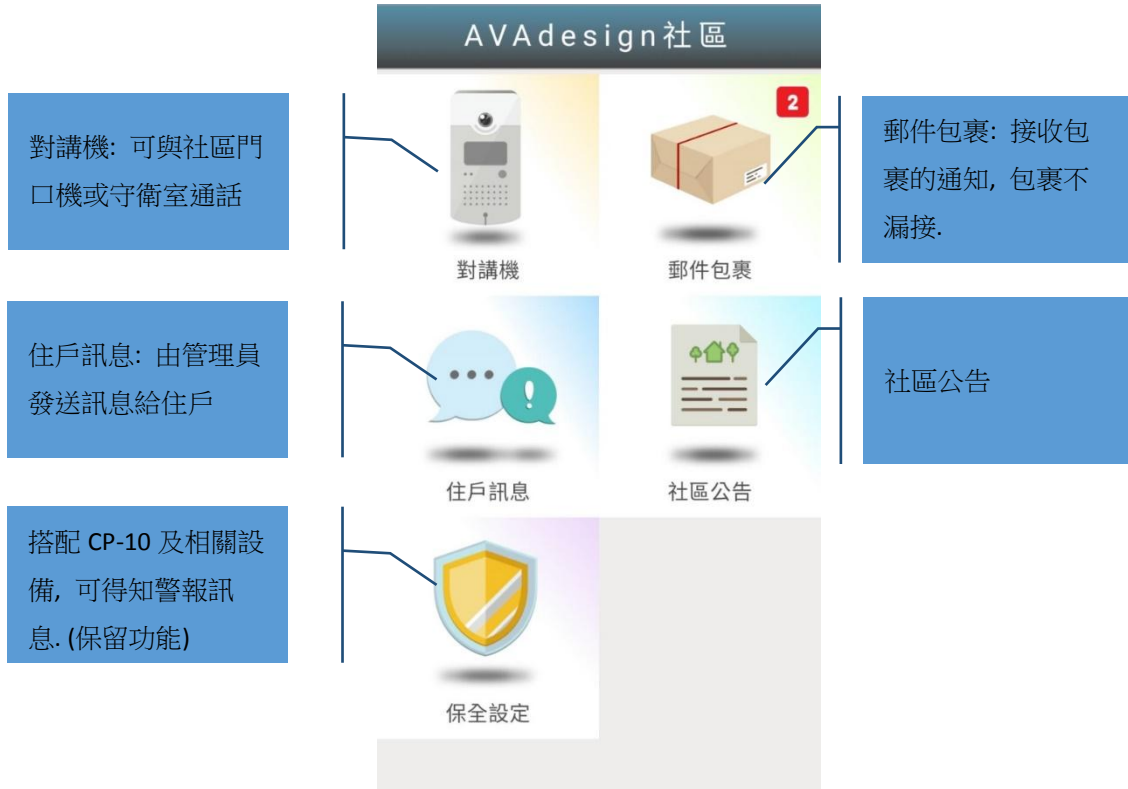 AVAdesign社區
對講機: 可與社區門
口機或守衛室通話
2
郵件包裹: 接收包
裹的通知, 包裹不
漏接.
對講機
郵件包裹
住戶訊息: 由管理員
發送訊息給住戶
社區公告
住戶訊息
社區公告
搭配 CP-10 及相關設
備, 可得知警報訊
息. (保留功能)
保全設定